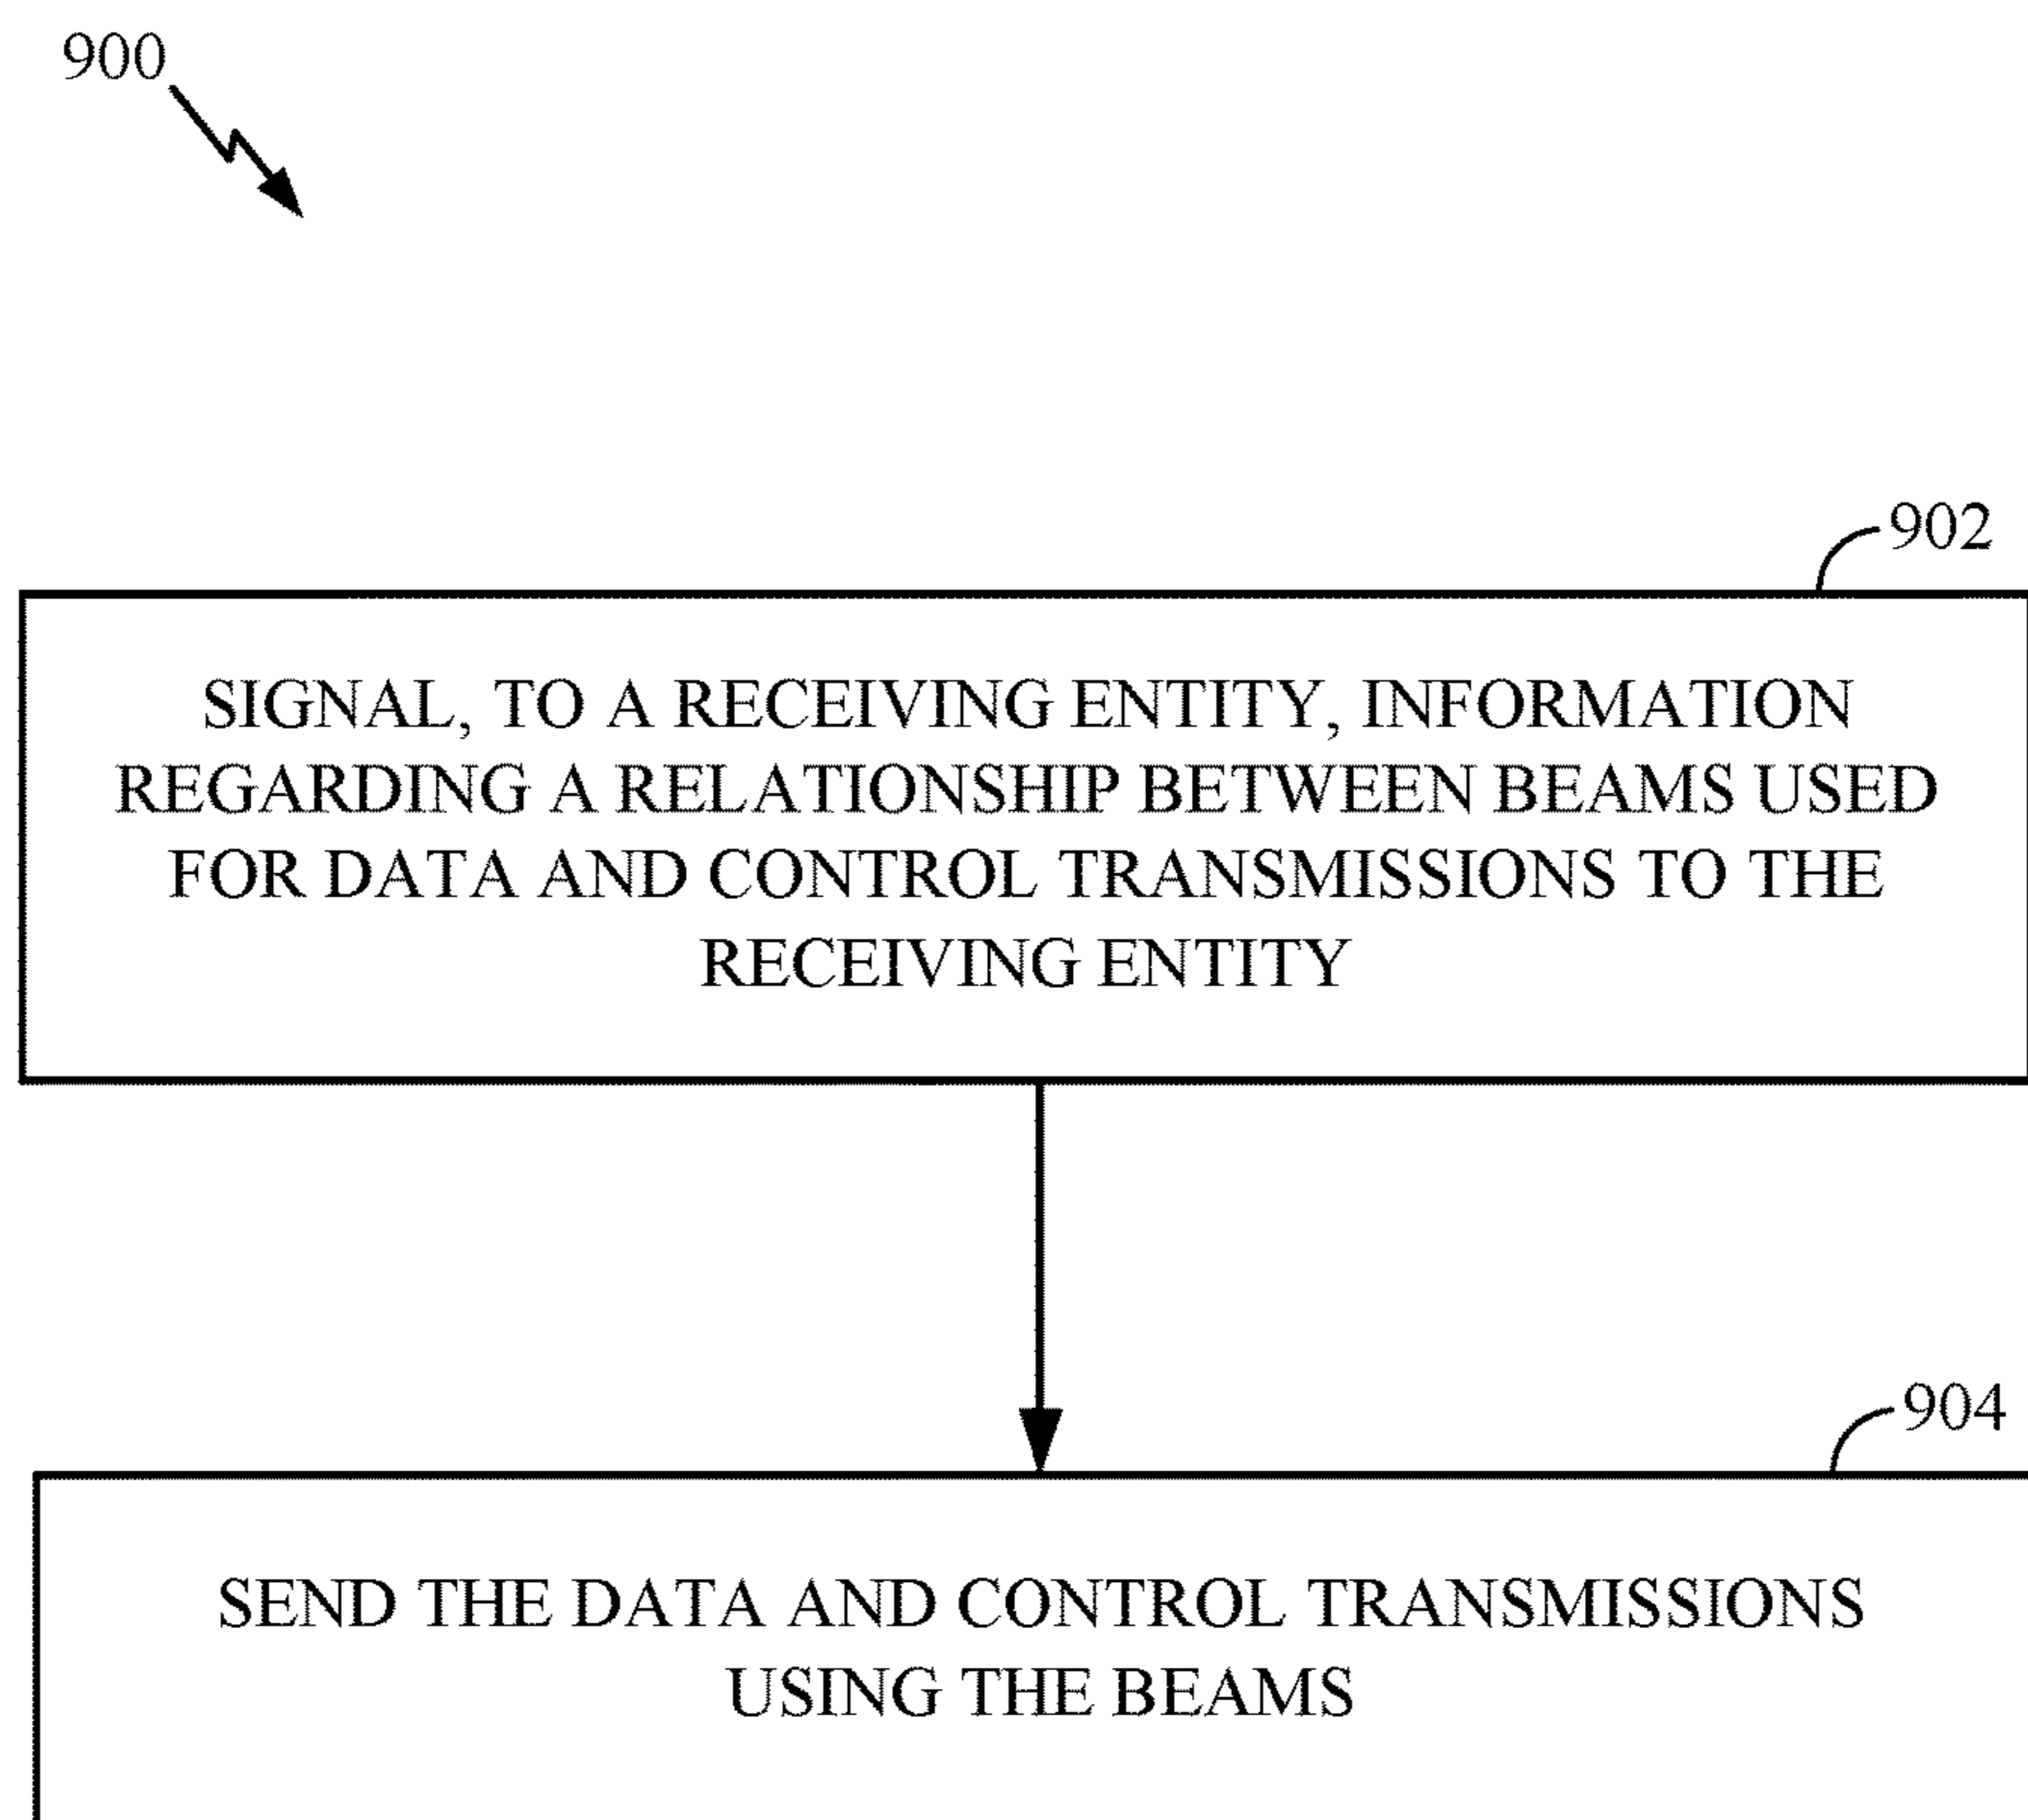 900
902
SIGNAL, TO A RECEIVING ENTITY, INFORMATION
REGARDING A RELATIONSHIP BETWEEN BEAMS USED
FOR DATA AND CONTROL TRANSMISSIONS TO THE
RECEIVING ENTITY
904
SEND THE DATA AND CONTROL TRANSMISSIONS
USING THE BEAMS